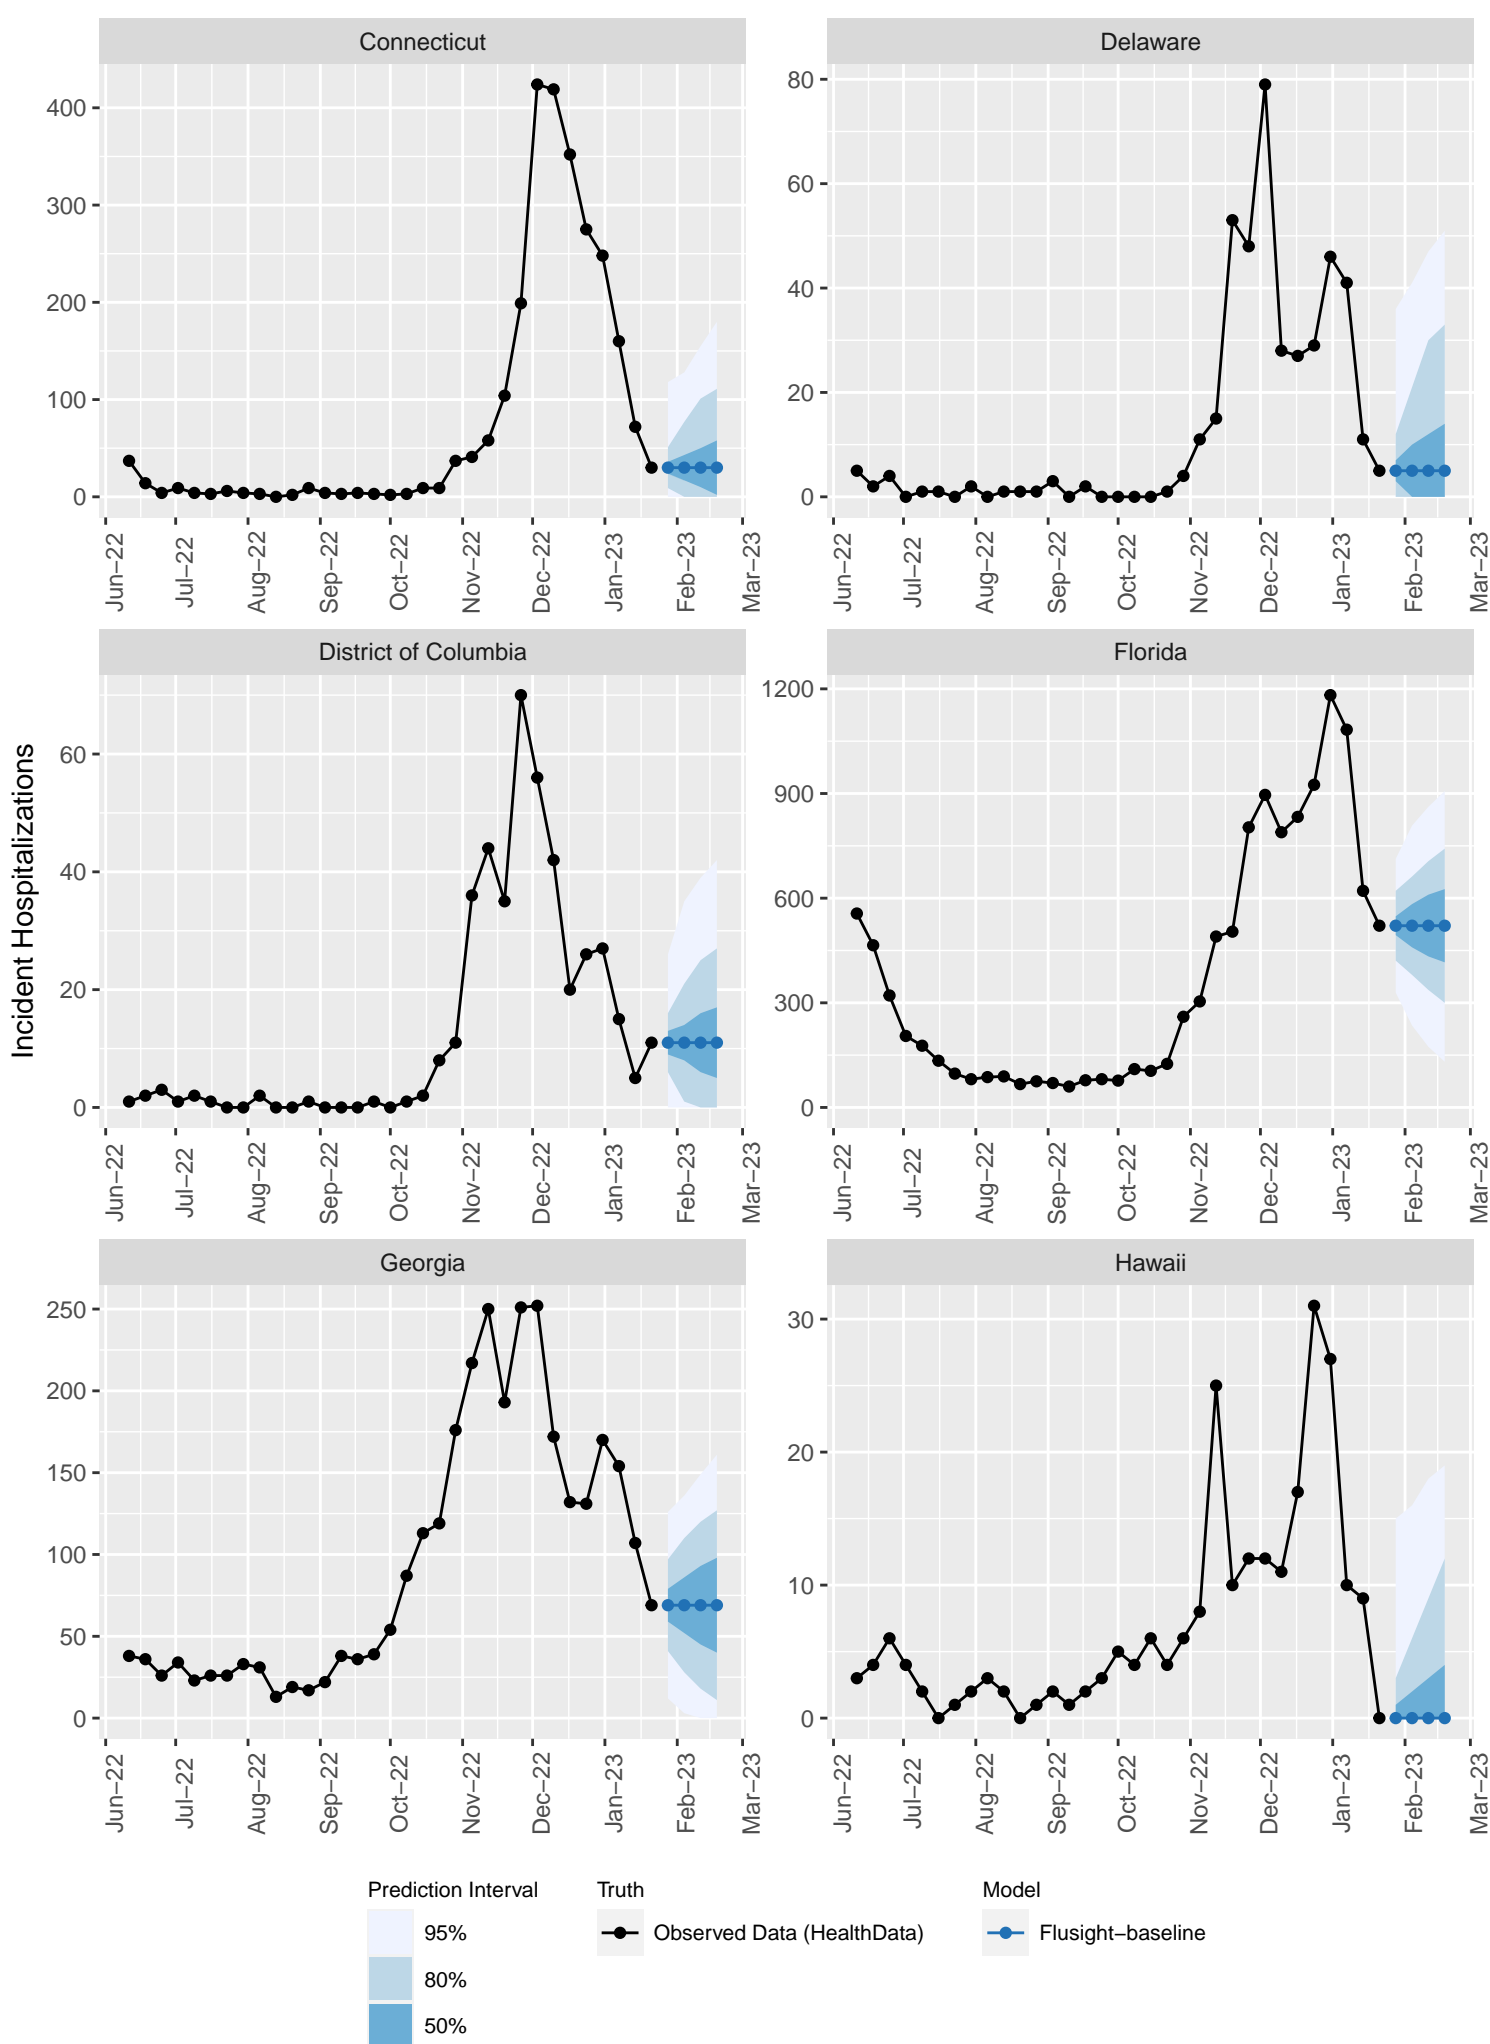 Connecticut
Delaware
400
300
200
100
0
80
60
40
20
0
Jun−22
Jul−22
Aug−22
Sep−22
Oct−22
Nov−22
Dec−22
Jan−23
Feb−23
Mar−23
Jun−22
Jul−22
Aug−22
Sep−22
Oct−22
Nov−22
Dec−22
Jan−23
Feb−23
Mar−23
District of Columbia
Florida
Incident Hospitalizations
60
40
20
0
1200
900
600
300
0
Jun−22
Jul−22
Aug−22
Sep−22
Oct−22
Nov−22
Dec−22
Jan−23
Feb−23
Mar−23
Jun−22
Jul−22
Aug−22
Sep−22
Oct−22
Nov−22
Dec−22
Jan−23
Feb−23
Mar−23
Georgia
Hawaii
250
200
150
100
50
0
30
20
10
0
Jun−22
Jul−22
Aug−22
Sep−22
Oct−22
Nov−22
Dec−22
Jan−23
Feb−23
Mar−23
Jun−22
Jul−22
Aug−22
Sep−22
Oct−22
Nov−22
Dec−22
Jan−23
Feb−23
Mar−23
Prediction Interval
95%
80%
50%
Truth
Observed Data (HealthData)
Model
Flusight−baseline